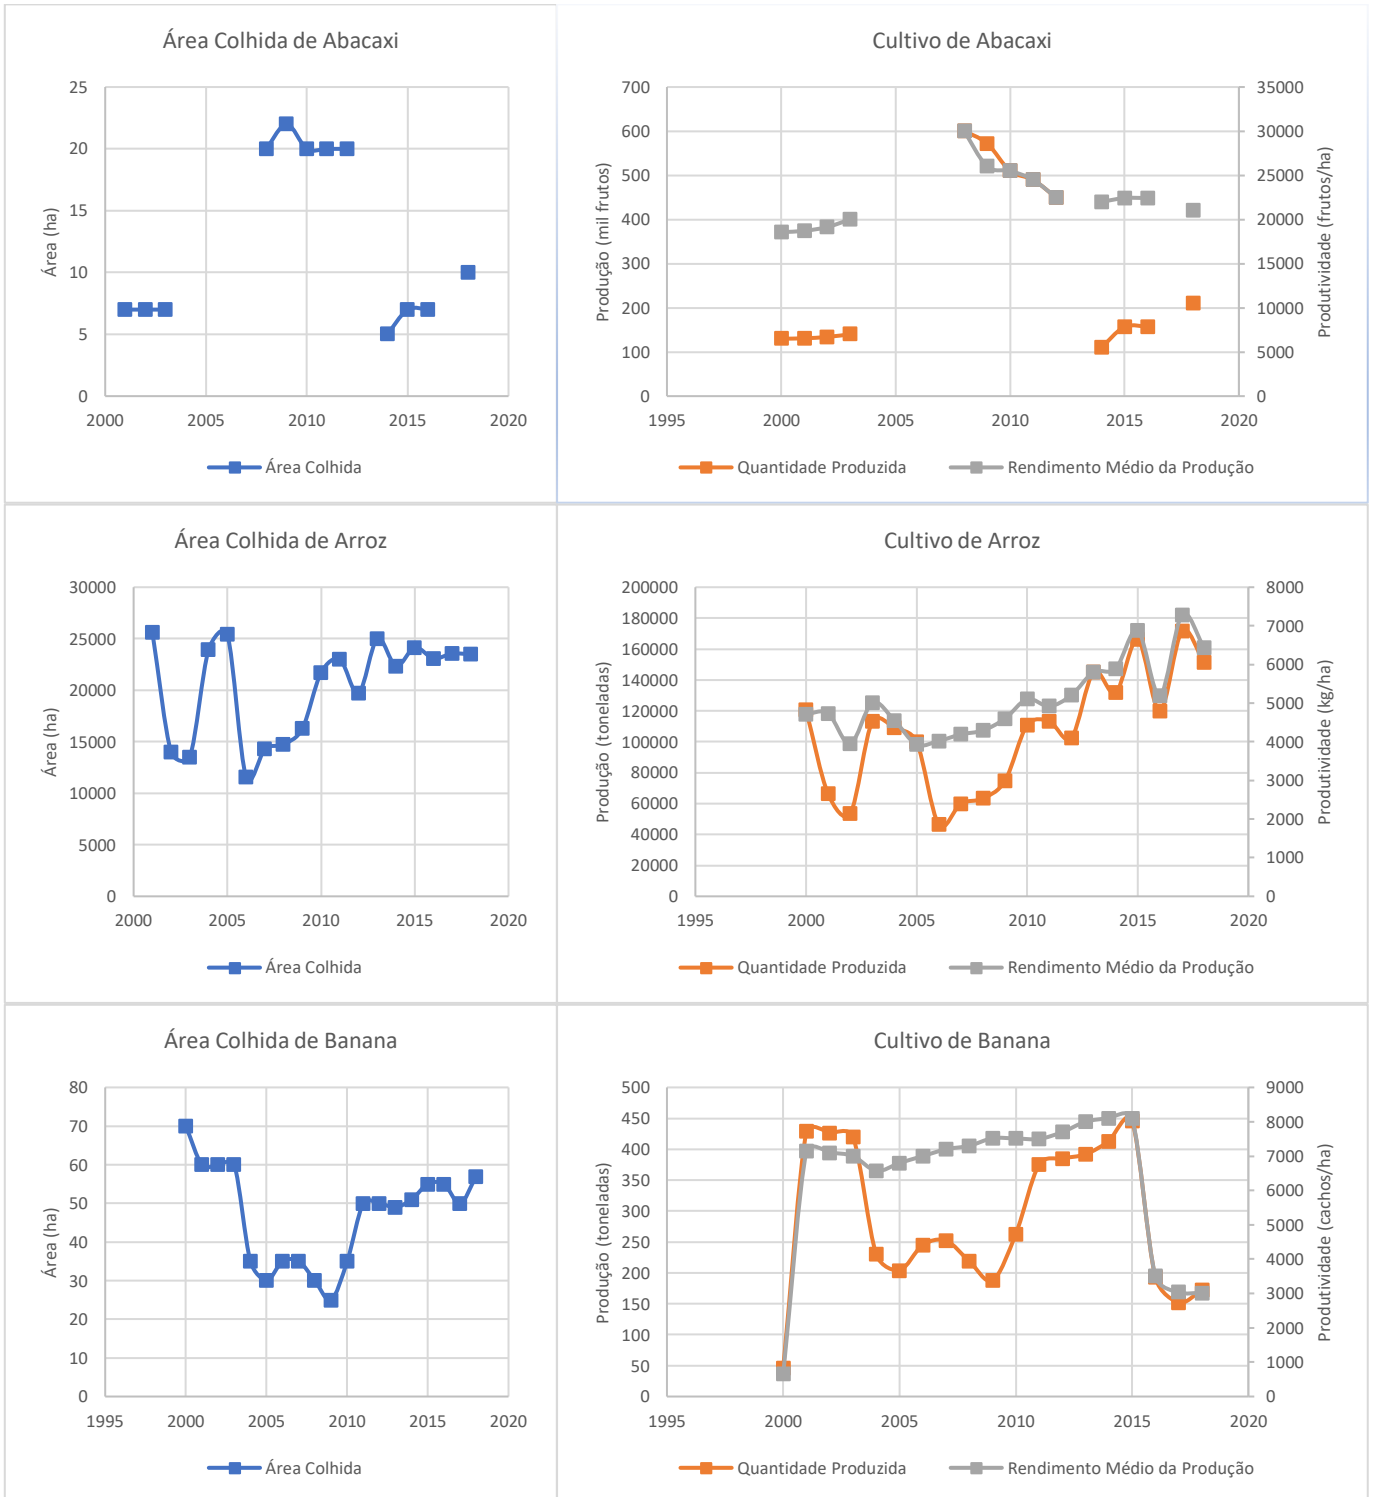 Área Colhida de Abacaxi
25
20
15
10
5
0
Área (ha)
2000 2005 2010 2015 2020
Área Colhida
Cultivo de Abacaxi
700 35000
600 30000
500 25000
400 20000
300 15000
200 10000
100 5000
0 0
Produção (mil frutos)
Produtividade (frutos/ha)
1995 2000 2005 2010 2015 2020
Quantidade Produzida Rendimento Médio da Produção
Área Colhida de Arroz
30000
25000
20000
15000
10000
5000
0
Área (ha)
2000 2005 2010 2015 2020
Área Colhida
Cultivo de Arroz
200000 8000
180000
160000 7000
140000 6000
120000 5000
100000 4000
80000 3000
60000
40000 2000
20000 1000
0 0
Produção (toneladas)
Produtividade (kg/ha)
1995 2000 2005 2010 2015 2020
Quantidade Produzida Rendimento Médio da Produção
Área Colhida de Banana
80
70
60
50
40
30
20
10
0
Área (ha)
1995 2000 2005 2010 2015 2020
Área Colhida
Cultivo de Banana
500 9000
450 8000
400 7000
350 6000
300 5000
250
200 4000
150 3000
100 2000
50 1000
0 0
Produção (toneladas)
Produtividade (cachos/ha)
1995 2000 2005 2010 2015 2020
Quantidade Produzida Rendimento Médio da Produção